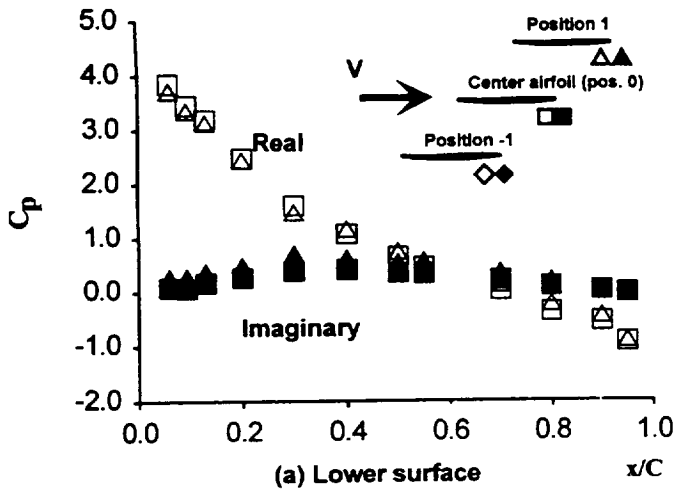 5.0
Position 1
4.0
V
Center airfoil (pos. 0)
3.0
Real
Position -1
2.0
Cp
1.0
0.0
Imaginary
-1.0
-2.0
0.0 0.2 0.4 0.6 0.8 1.0
(a) Lower surface
x/C